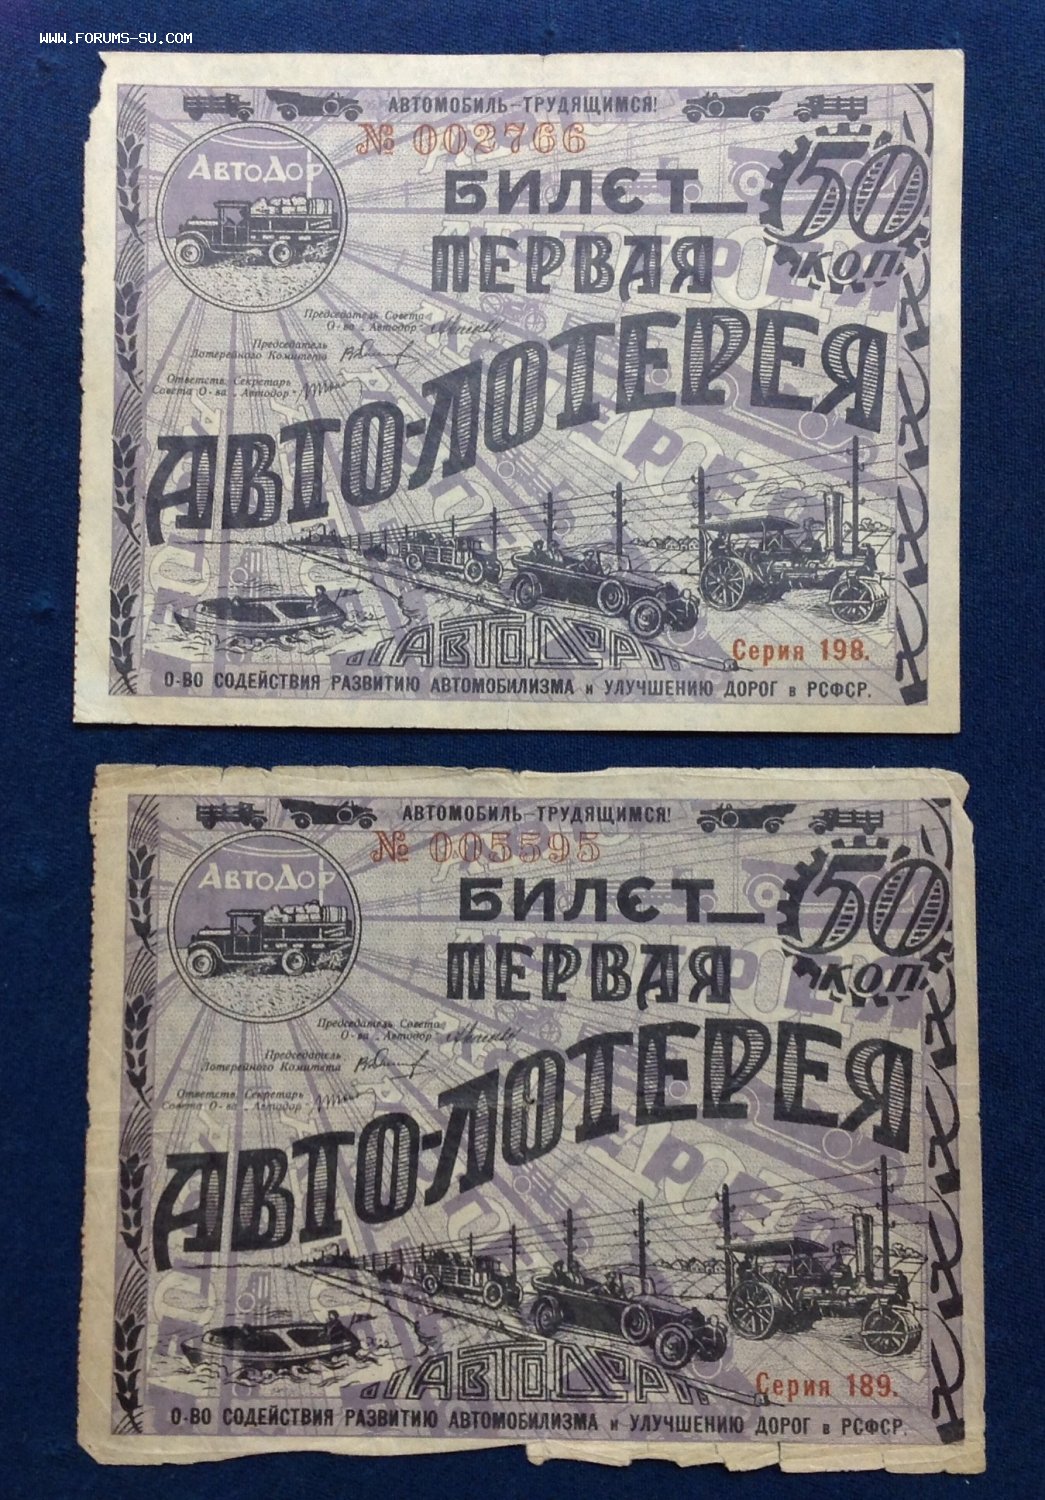 WWW.FORUMS-SU.COM
АВТОМОБИЛЬ-ТРУДЯЩИМСЯ!
№ 002766
АВТОДОР
БИЛЕТ
50
КОП.
ПЕРВАЯ
Председатель Совета
О-ва „Автодор"
Председатель
Лотерейного Комитета
Ответств. Секретарь
Совета О-ва „Автодор"
АВТО-ЛОТЕРЕЯ
"АВТОДОР"
Серия 198.
О-ВО СОДЕЙСТВИЯ РАЗВИТИЮ АВТОМОБИЛИЗМА и УЛУЧШЕНИЮ ДОРОГ в РСФСР.
АВТОМОБИЛЬ-ТРУДЯЩИМСЯ!
№ 005595
АВТОДОР
БИЛЕТ
50
КОП.
ПЕРВАЯ
Председатель Совета
О-ва „Автодор"
Председатель
Лотерейного Комитета
Ответств. Секретарь
Совета О-ва „Автодор"
АВТО-ЛОТЕРЕЯ
"АВТОДОР"
Серия 189.
О-ВО СОДЕЙСТВИЯ РАЗВИТИЮ АВТОМОБИЛИЗМА и УЛУЧШЕНИЮ ДОРОГ в РСФСР.